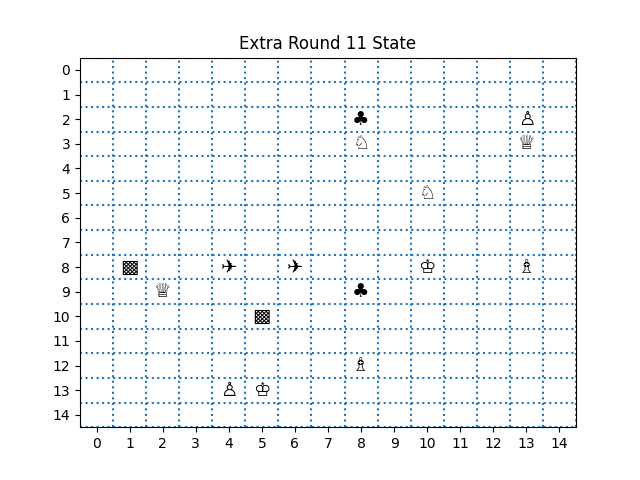 Extra Round 11 State
0
1
2 ♣ ♙
3 ♘ ♕
4
5 ♘
6
7
8 ▩ ✈ ✈ ♔ ♗
9 ♕ ♣
10 ▩
11
12 ♗
13 ♙ ♔
14
0 1 2 3 4 5 6 7 8 9 10 11 12 13 14